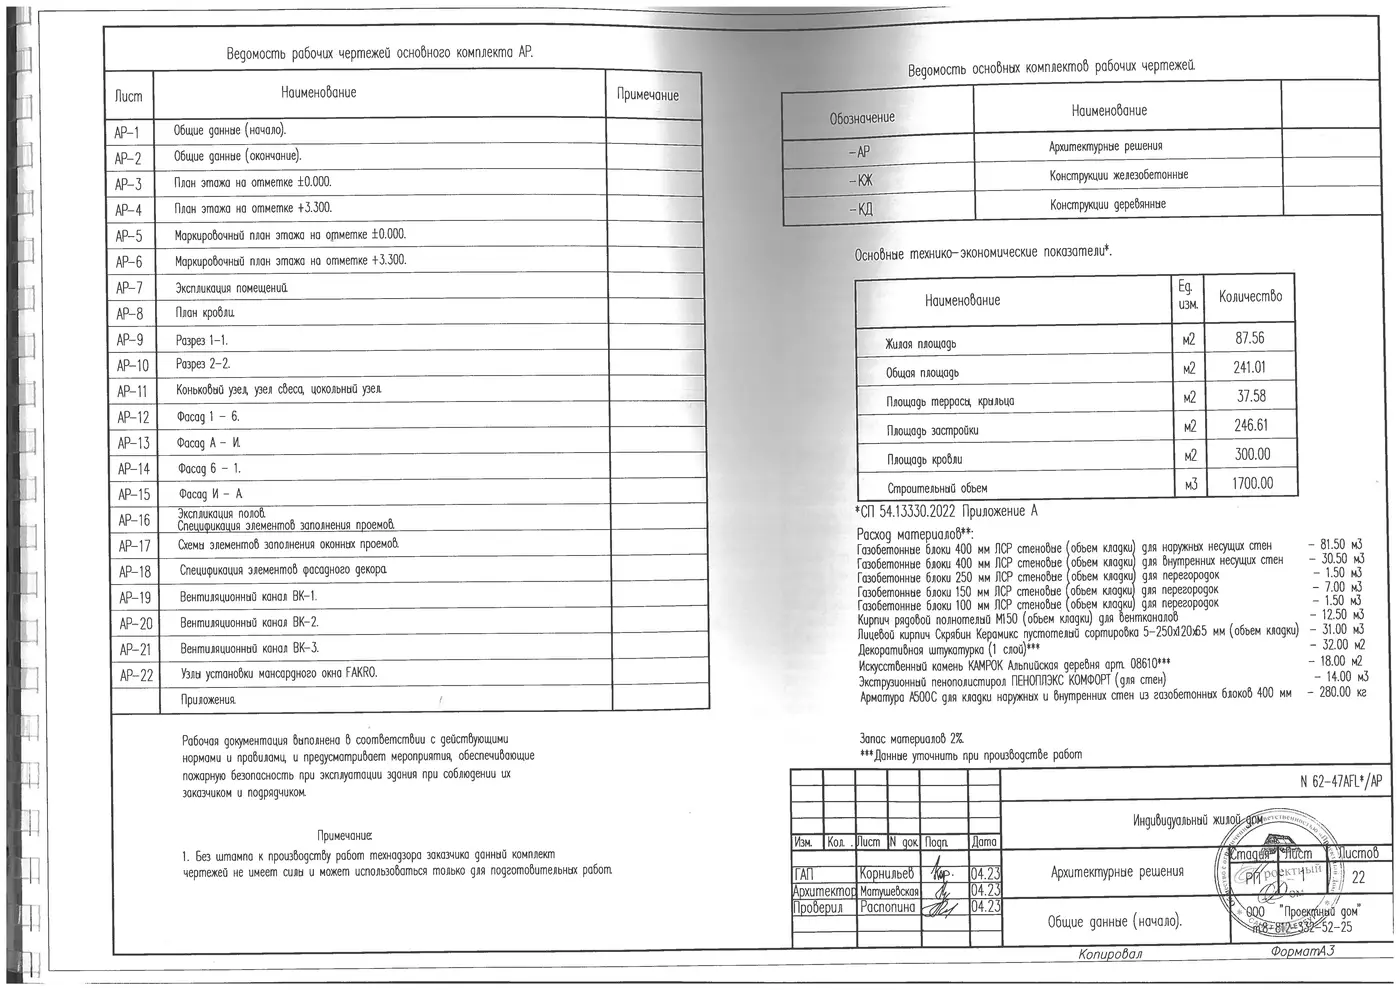 Ведомость рабочих чертежей основного комплекта АР.
Лист Наименование Примечание
АР-1 Общие данные (начало).
АР-2 Общие данные (окончание).
АР-3 План этажа на отметке ±0.000.
АР-4 План этажа на отметке +3.300.
АР-5 Маркировочный план этажа на отметке ±0.000.
АР-6 Маркировочный план этажа на отметке +3.300.
АР-7 Экспликация помещений.
АР-8 План кровли.
АР-9 Разрез 1-1.
АР-10 Разрез 2-2.
АР-11 Коньковый узел, узел свеса, цокольный узел.
АР-12 Фасад 1 - 6.
АР-13 Фасад А - И.
АР-14 Фасад 6 - 1.
АР-15 Фасад И - А.
АР-16 Экспликация полов.
Спецификация элементов заполнения проемов.
АР-17 Схемы элементов заполнения оконных проемов.
АР-18 Спецификация элементов фасадного декора.
АР-19 Вентиляционный канал ВК-1.
АР-20 Вентиляционный канал ВК-2.
АР-21 Вентиляционный канал ВК-3.
АР-22 Узлы установки мансардного окна FAKRO.
Приложения.
Рабочая документация выполнена в соответствии с действующими
нормами и правилами, и предусматривает мероприятия, обеспечивающие
пожарную безопасность при эксплуатации здания при соблюдении их
заказчиком и подрядчиком.
Примечание:
1. Без штампа к производству работ технадзора заказчика данный комплект
чертежей не имеет силы и может использоваться только для подготовительных работ.
Ведомость основных комплектов рабочих чертежей.
Обозначение Наименование
-АР Архитектурные решения
-КЖ Конструкции железобетонные
-КД Конструкции деревянные
Основные технико-экономические показатели*.
Наименование Ед. изм. Количество
Жилая площадь м2 87.56
Общая площадь м2 241.01
Площадь террасы, крыльца м2 37.58
Площадь застройки м2 246.61
Площадь кровли м2 300.00
Строительный объем м3 1700.00
*СП 54.13330.2022 Приложение А
Расход материалов**:
Газобетонные блоки 400 мм ЛСР стеновые (объем кладки) для наружных несущих стен - 81.50 м3
Газобетонные блоки 400 мм ЛСР стеновые (объем кладки) для внутренних несущих стен - 30.50 м3
Газобетонные блоки 250 мм ЛСР стеновые (объем кладки) для перегородок - 1.50 м3
Газобетонные блоки 150 мм ЛСР стеновые (объем кладки) для перегородок - 7.00 м3
Газобетонные блоки 100 мм ЛСР стеновые (объем кладки) для перегородок - 1.50 м3
Кирпич рядовой полнотелый М150 (объем кладки) для вентканалов - 12.50 м3
Лицевой кирпич Скрябин Керамикс пустотелый сортировка 5-250х120х65 мм (объем кладки) - 31.00 м3
Декоративная штукатурка (1 слой)*** - 32.00 м2
Искусственный камень КАМРОК Альпийская деревня арт. 08610*** - 18.00 м2
Экструзионный пенополистирол ПЕНОПЛЭКС КОМФОРТ (для стен) - 14.00 м3
Арматура А500С для кладки наружных и внутренних стен из газобетонных блоков 400 мм - 280.00 кг
Запас материалов 2%.
***Данные уточнить при производстве работ
N 62-47AFL*/АР
Индивидуальный жилой дом
Изм. Кол. Лист N док. Подп. Дата
Стадия Лист Листов
ГАП Корнильев 04.23
Архитектурные решения
РП 1 22
Архитектор Матушевская 04.23
Проверил Распопина 04.23
Общие данные (начало).
ООО "Проектный дом"
т.8-812-332-52-25
Копировал Формат А3